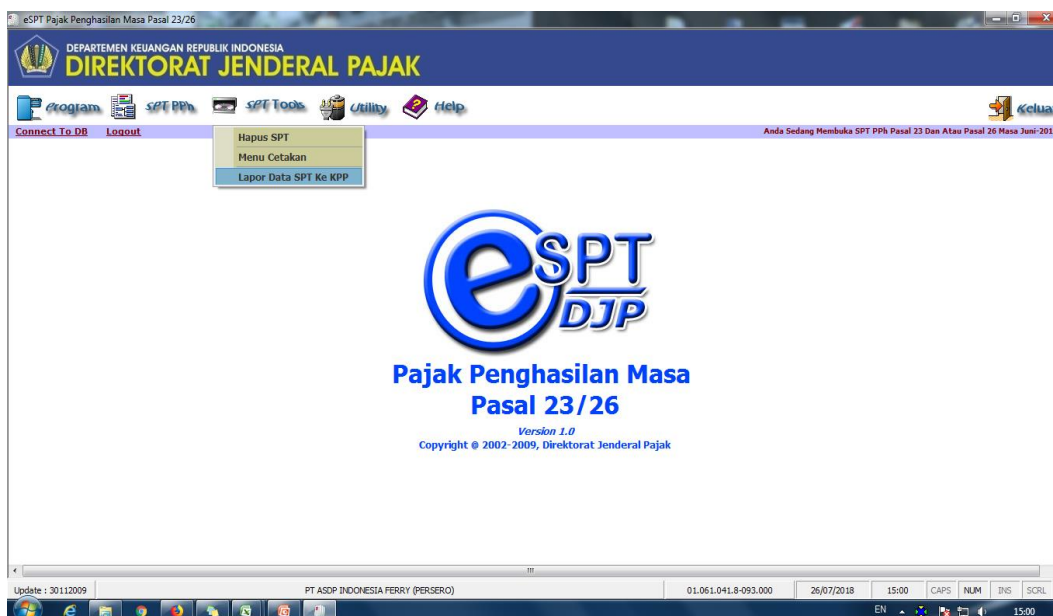 eSPT Pajak Penghasilan Masa Pasal 23/26
DEPARTEMEN KEUANGAN REPUBLIK INDONESIA
DIREKTORAT JENDERAL PAJAK
Program SPT PPh SPT Tools Utility Help Kelua
Connect To DB Logout Anda Sedang Membuka SPT PPh Pasal 23 Dan Atau Pasal 26 Masa Juni-201
Hapus SPT
Menu Cetakan
Lapor Data SPT Ke KPP
eSPT
DJP
Pajak Penghasilan Masa
Pasal 23/26
Version 1.0
Copyright @ 2002-2009, Direktorat Jenderal Pajak
Update : 30112009 PT ASDP INDONESIA FERRY (PERSERO) 01.061.041.8-093.000 26/07/2018 15:00 CAPS NUM INS SCRL
EN 15:00